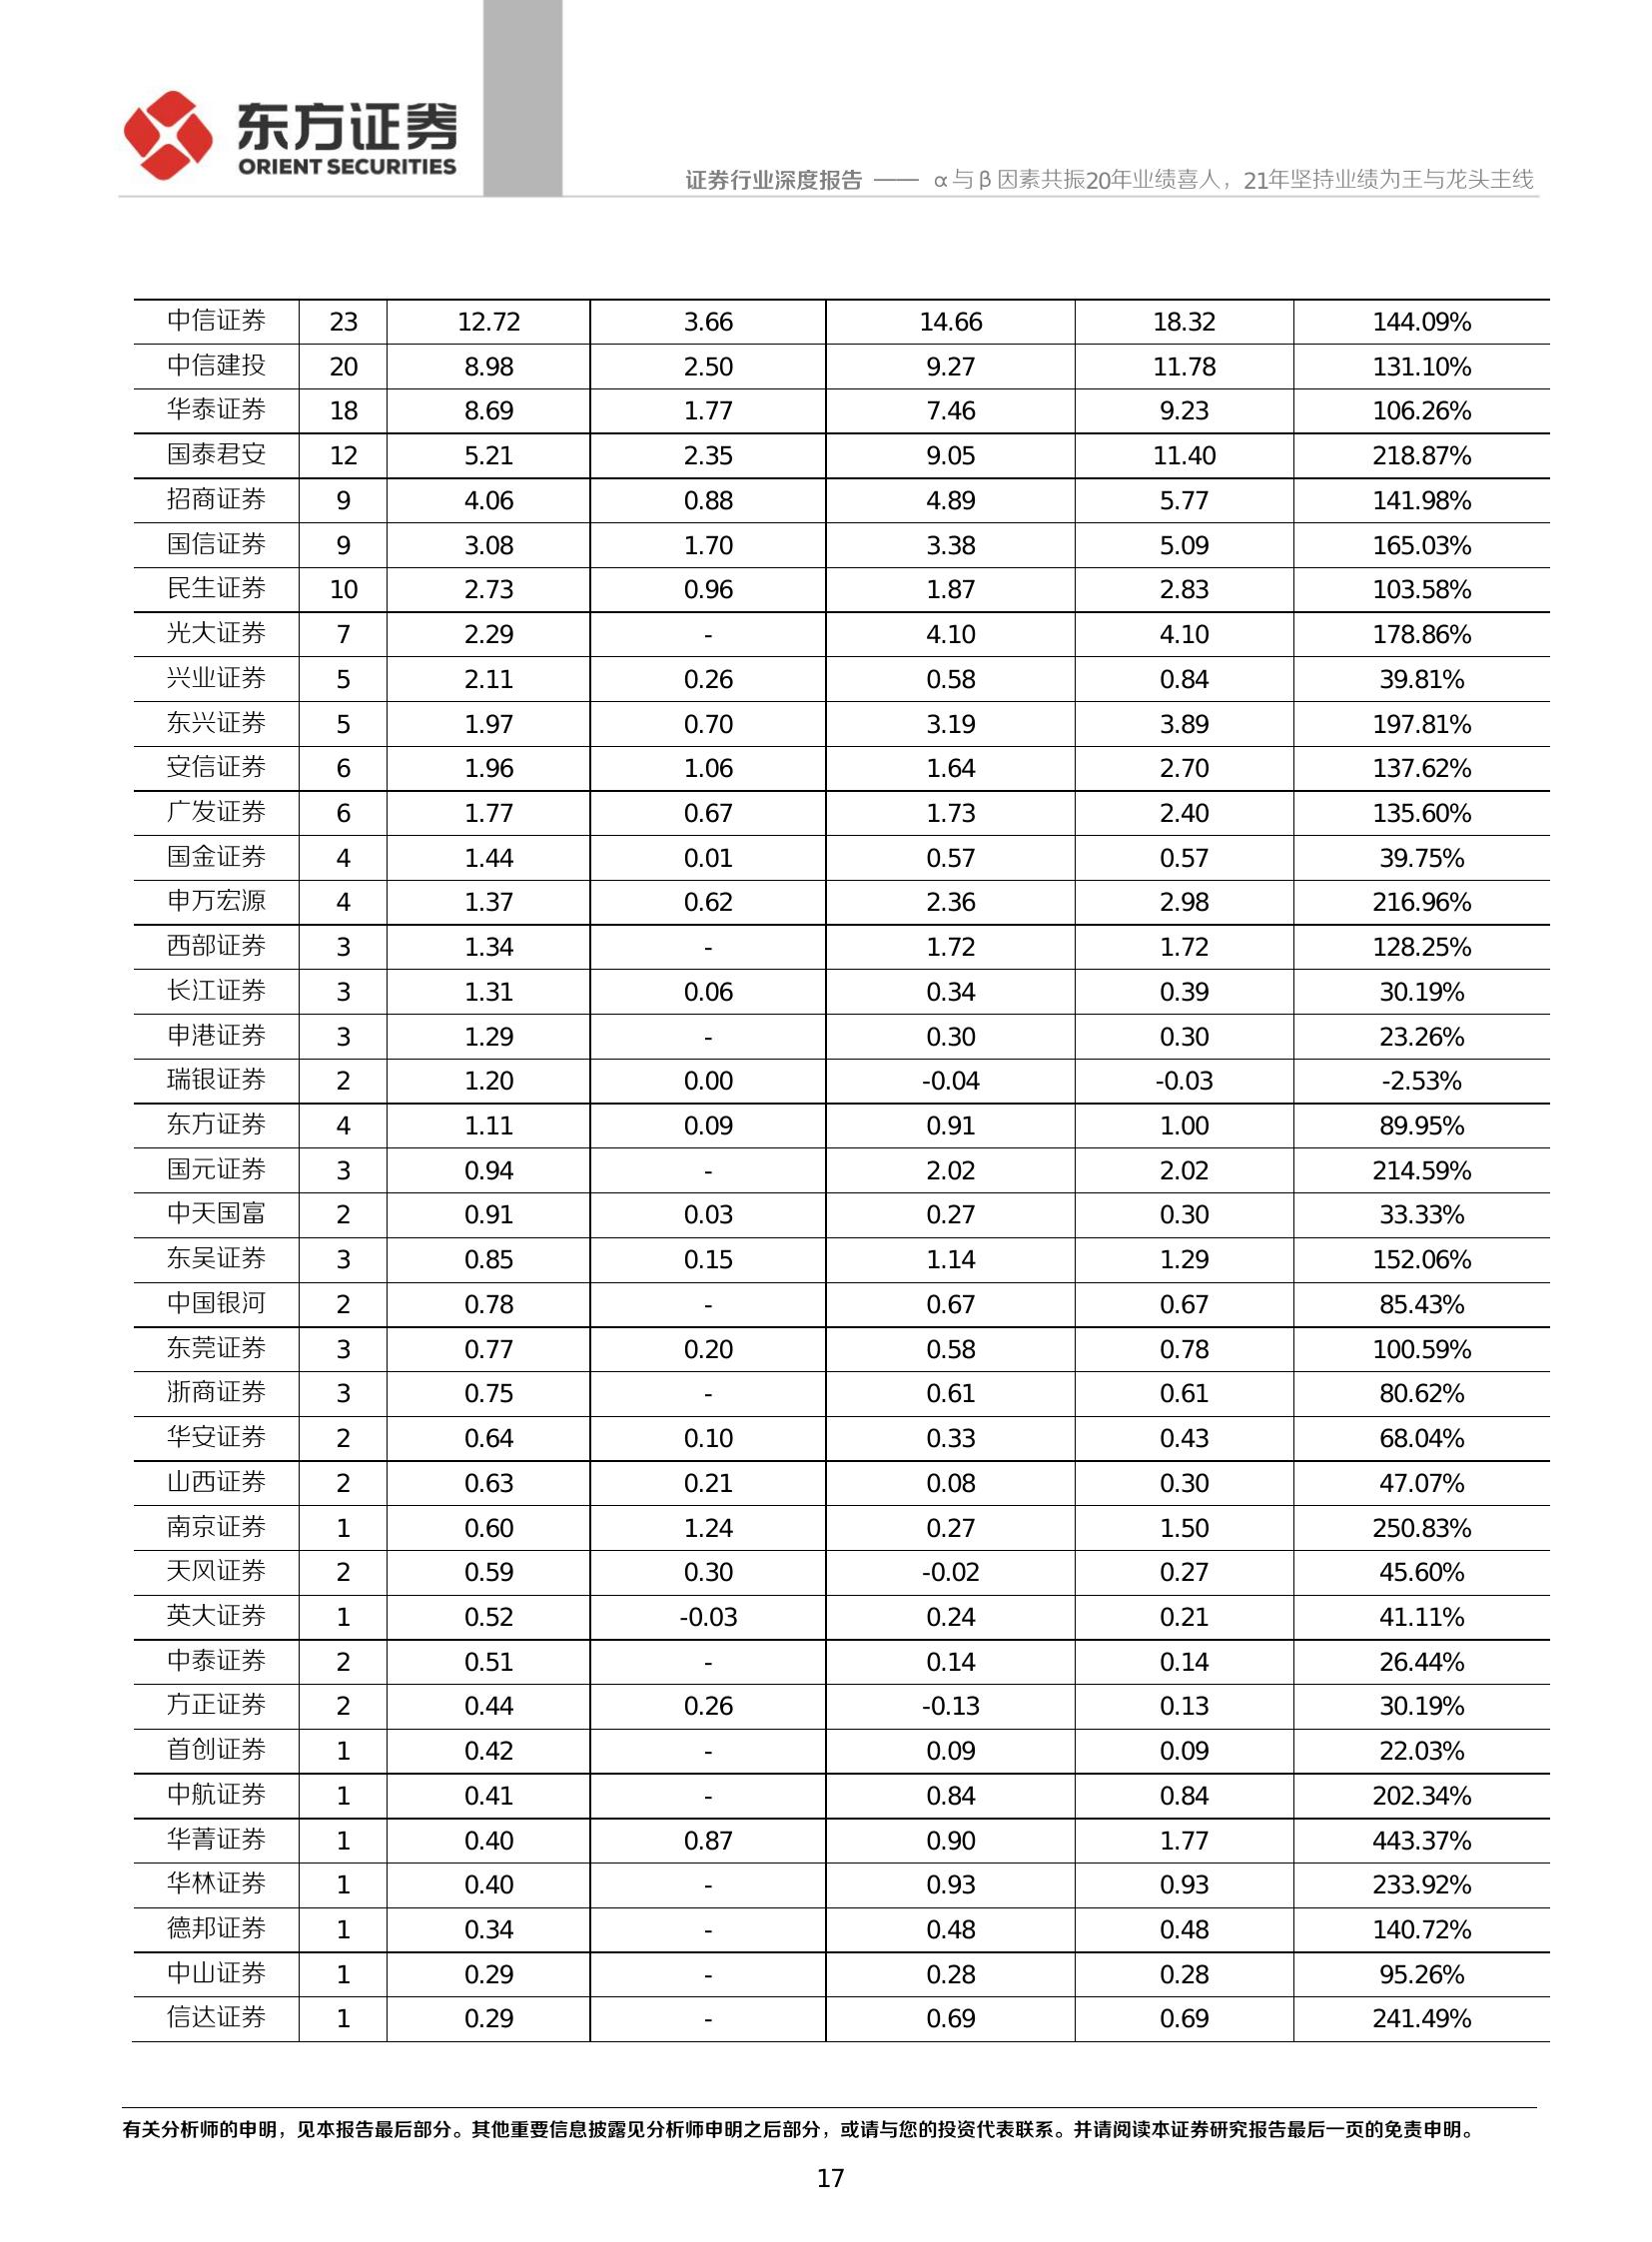 东方证券
ORIENT SECURITIES
证券行业深度报告 —— α与β因素共振20年业绩喜人，21年坚持业绩为王与龙头主线
中信证券 23 12.72 3.66 14.66 18.32 144.09%
中信建投 20 8.98 2.50 9.27 11.78 131.10%
华泰证券 18 8.69 1.77 7.46 9.23 106.26%
国泰君安 12 5.21 2.35 9.05 11.40 218.87%
招商证券 9 4.06 0.88 4.89 5.77 141.98%
国信证券 9 3.08 1.70 3.38 5.09 165.03%
民生证券 10 2.73 0.96 1.87 2.83 103.58%
光大证券 7 2.29 - 4.10 4.10 178.86%
兴业证券 5 2.11 0.26 0.58 0.84 39.81%
东兴证券 5 1.97 0.70 3.19 3.89 197.81%
安信证券 6 1.96 1.06 1.64 2.70 137.62%
广发证券 6 1.77 0.67 1.73 2.40 135.60%
国金证券 4 1.44 0.01 0.57 0.57 39.75%
申万宏源 4 1.37 0.62 2.36 2.98 216.96%
西部证券 3 1.34 - 1.72 1.72 128.25%
长江证券 3 1.31 0.06 0.34 0.39 30.19%
申港证券 3 1.29 - 0.30 0.30 23.26%
瑞银证券 2 1.20 0.00 -0.04 -0.03 -2.53%
东方证券 4 1.11 0.09 0.91 1.00 89.95%
国元证券 3 0.94 - 2.02 2.02 214.59%
中天国富 2 0.91 0.03 0.27 0.30 33.33%
东吴证券 3 0.85 0.15 1.14 1.29 152.06%
中国银河 2 0.78 - 0.67 0.67 85.43%
东莞证券 3 0.77 0.20 0.58 0.78 100.59%
浙商证券 3 0.75 - 0.61 0.61 80.62%
华安证券 2 0.64 0.10 0.33 0.43 68.04%
山西证券 2 0.63 0.21 0.08 0.30 47.07%
南京证券 1 0.60 1.24 0.27 1.50 250.83%
天风证券 2 0.59 0.30 -0.02 0.27 45.60%
英大证券 1 0.52 -0.03 0.24 0.21 41.11%
中泰证券 2 0.51 - 0.14 0.14 26.44%
方正证券 2 0.44 0.26 -0.13 0.13 30.19%
首创证券 1 0.42 - 0.09 0.09 22.03%
中航证券 1 0.41 - 0.84 0.84 202.34%
华菁证券 1 0.40 0.87 0.90 1.77 443.37%
华林证券 1 0.40 - 0.93 0.93 233.92%
德邦证券 1 0.34 - 0.48 0.48 140.72%
中山证券 1 0.29 - 0.28 0.28 95.26%
信达证券 1 0.29 - 0.69 0.69 241.49%
有关分析师的申明，见本报告最后部分。其他重要信息披露见分析师申明之后部分，或请与您的投资代表联系。并请阅读本证券研究报告最后一页的免责申明。
17